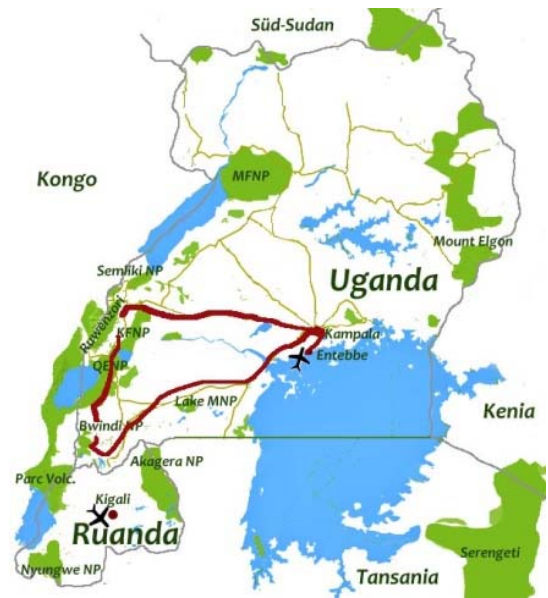 Süd-Sudan
Kongo
MFNP
Mount Elgon
Semliki NP
Uganda
Ruwenzori
KFNP
Kampala
Entebbe
QENP
Lake MNP
Kenia
Bwindi NP
Akagera NP
Parc Volc.
Kigali
Ruanda
Serengeti
Nyungwe NP
Tansania